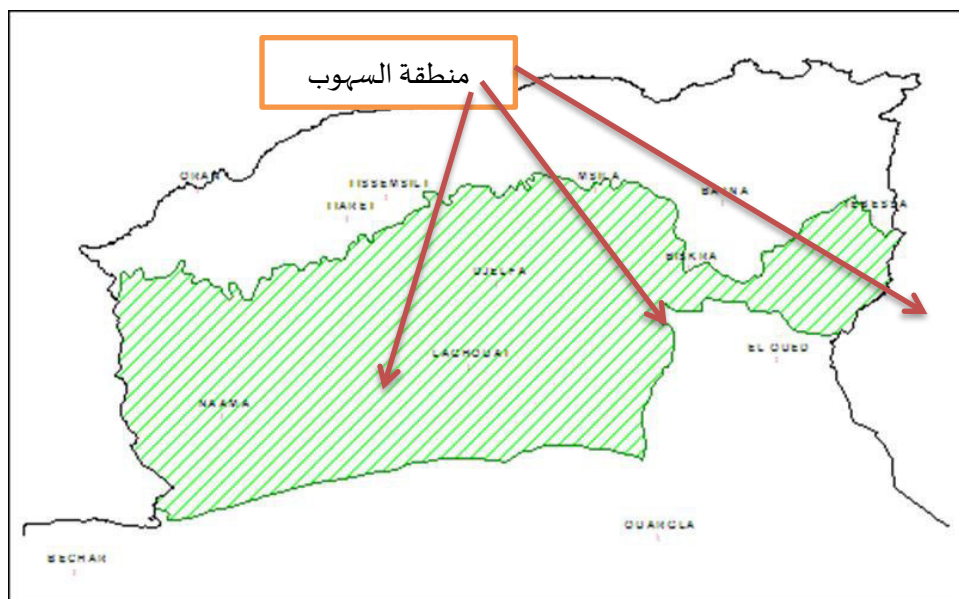 منطقة السهوب
ORAN
TISSEMSILT
TIARET
MSILA
BATNA
TEBESSA
BISKRA
DJELFA
LAGHOUAT
EL OUED
NAAMA
OUARGLA
BECHAR